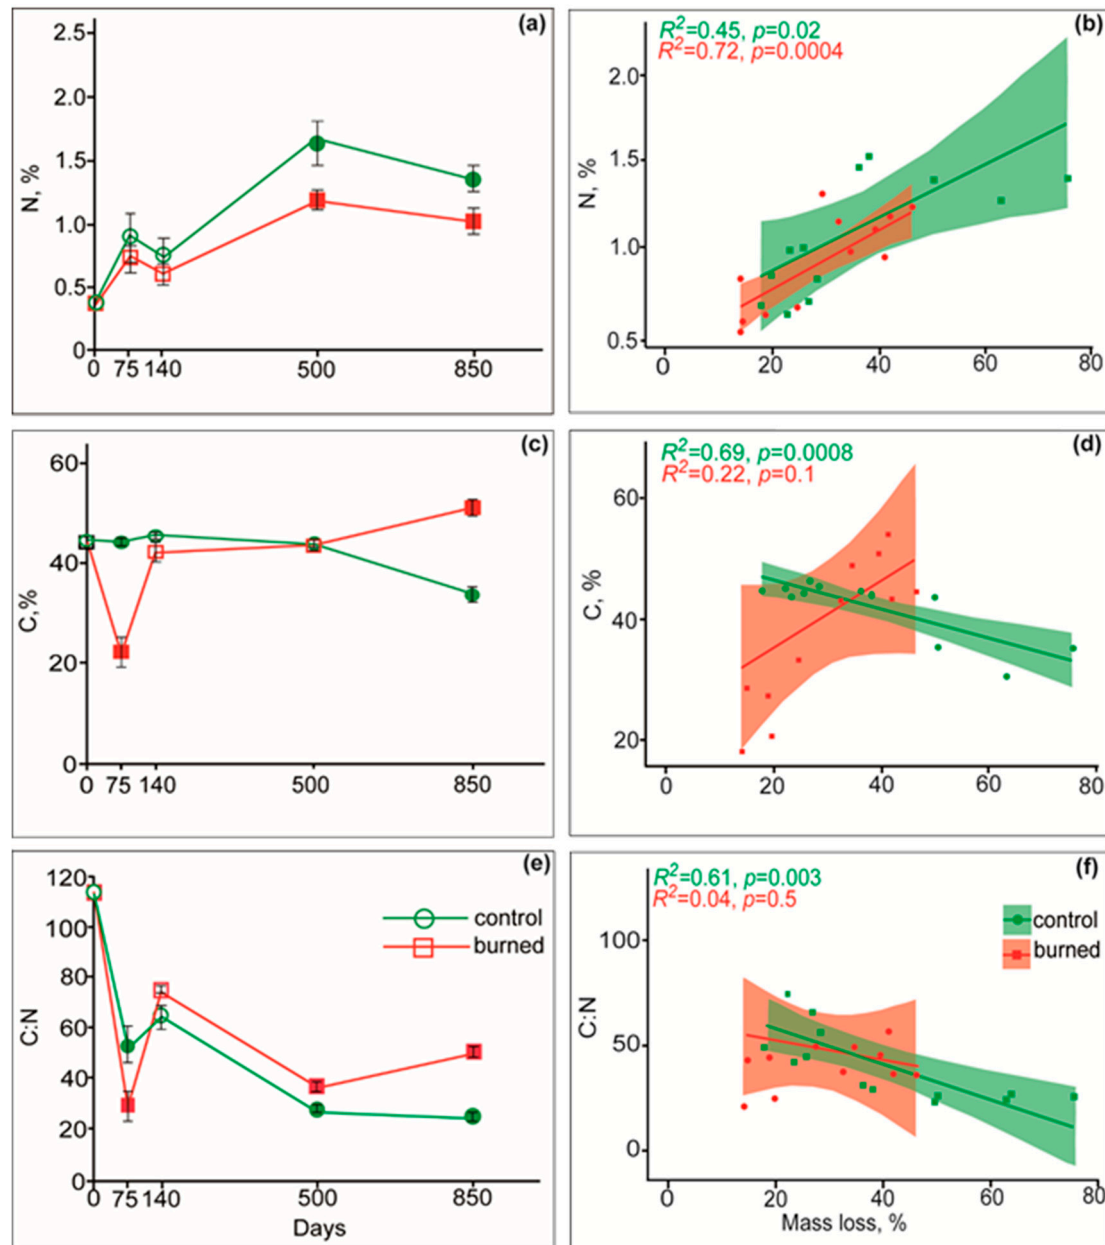 (a)
2.5
2.0
1.5
1.0
0.5
0
N, %
0 75 140 500 850
(b)
R²=0.45, p=0.02
R²=0.72, p=0.0004
2.0
1.5
1.0
0.5
N, %
0 20 40 60 80
(c)
60
40
20
0
C,%
0 75 140 500 850
(d)
R²=0.69, p=0.0008
R²=0.22, p=0.1
60
40
20
C, %
0 20 40 60 80
(e)
120
100
80
60
40
20
0
C:N
control
burned
0 75 140 500 850
Days
(f)
R²=0.61, p=0.003
R²=0.04, p=0.5
100
50
0
C:N
control
burned
0 20 40 60 80
Mass loss, %